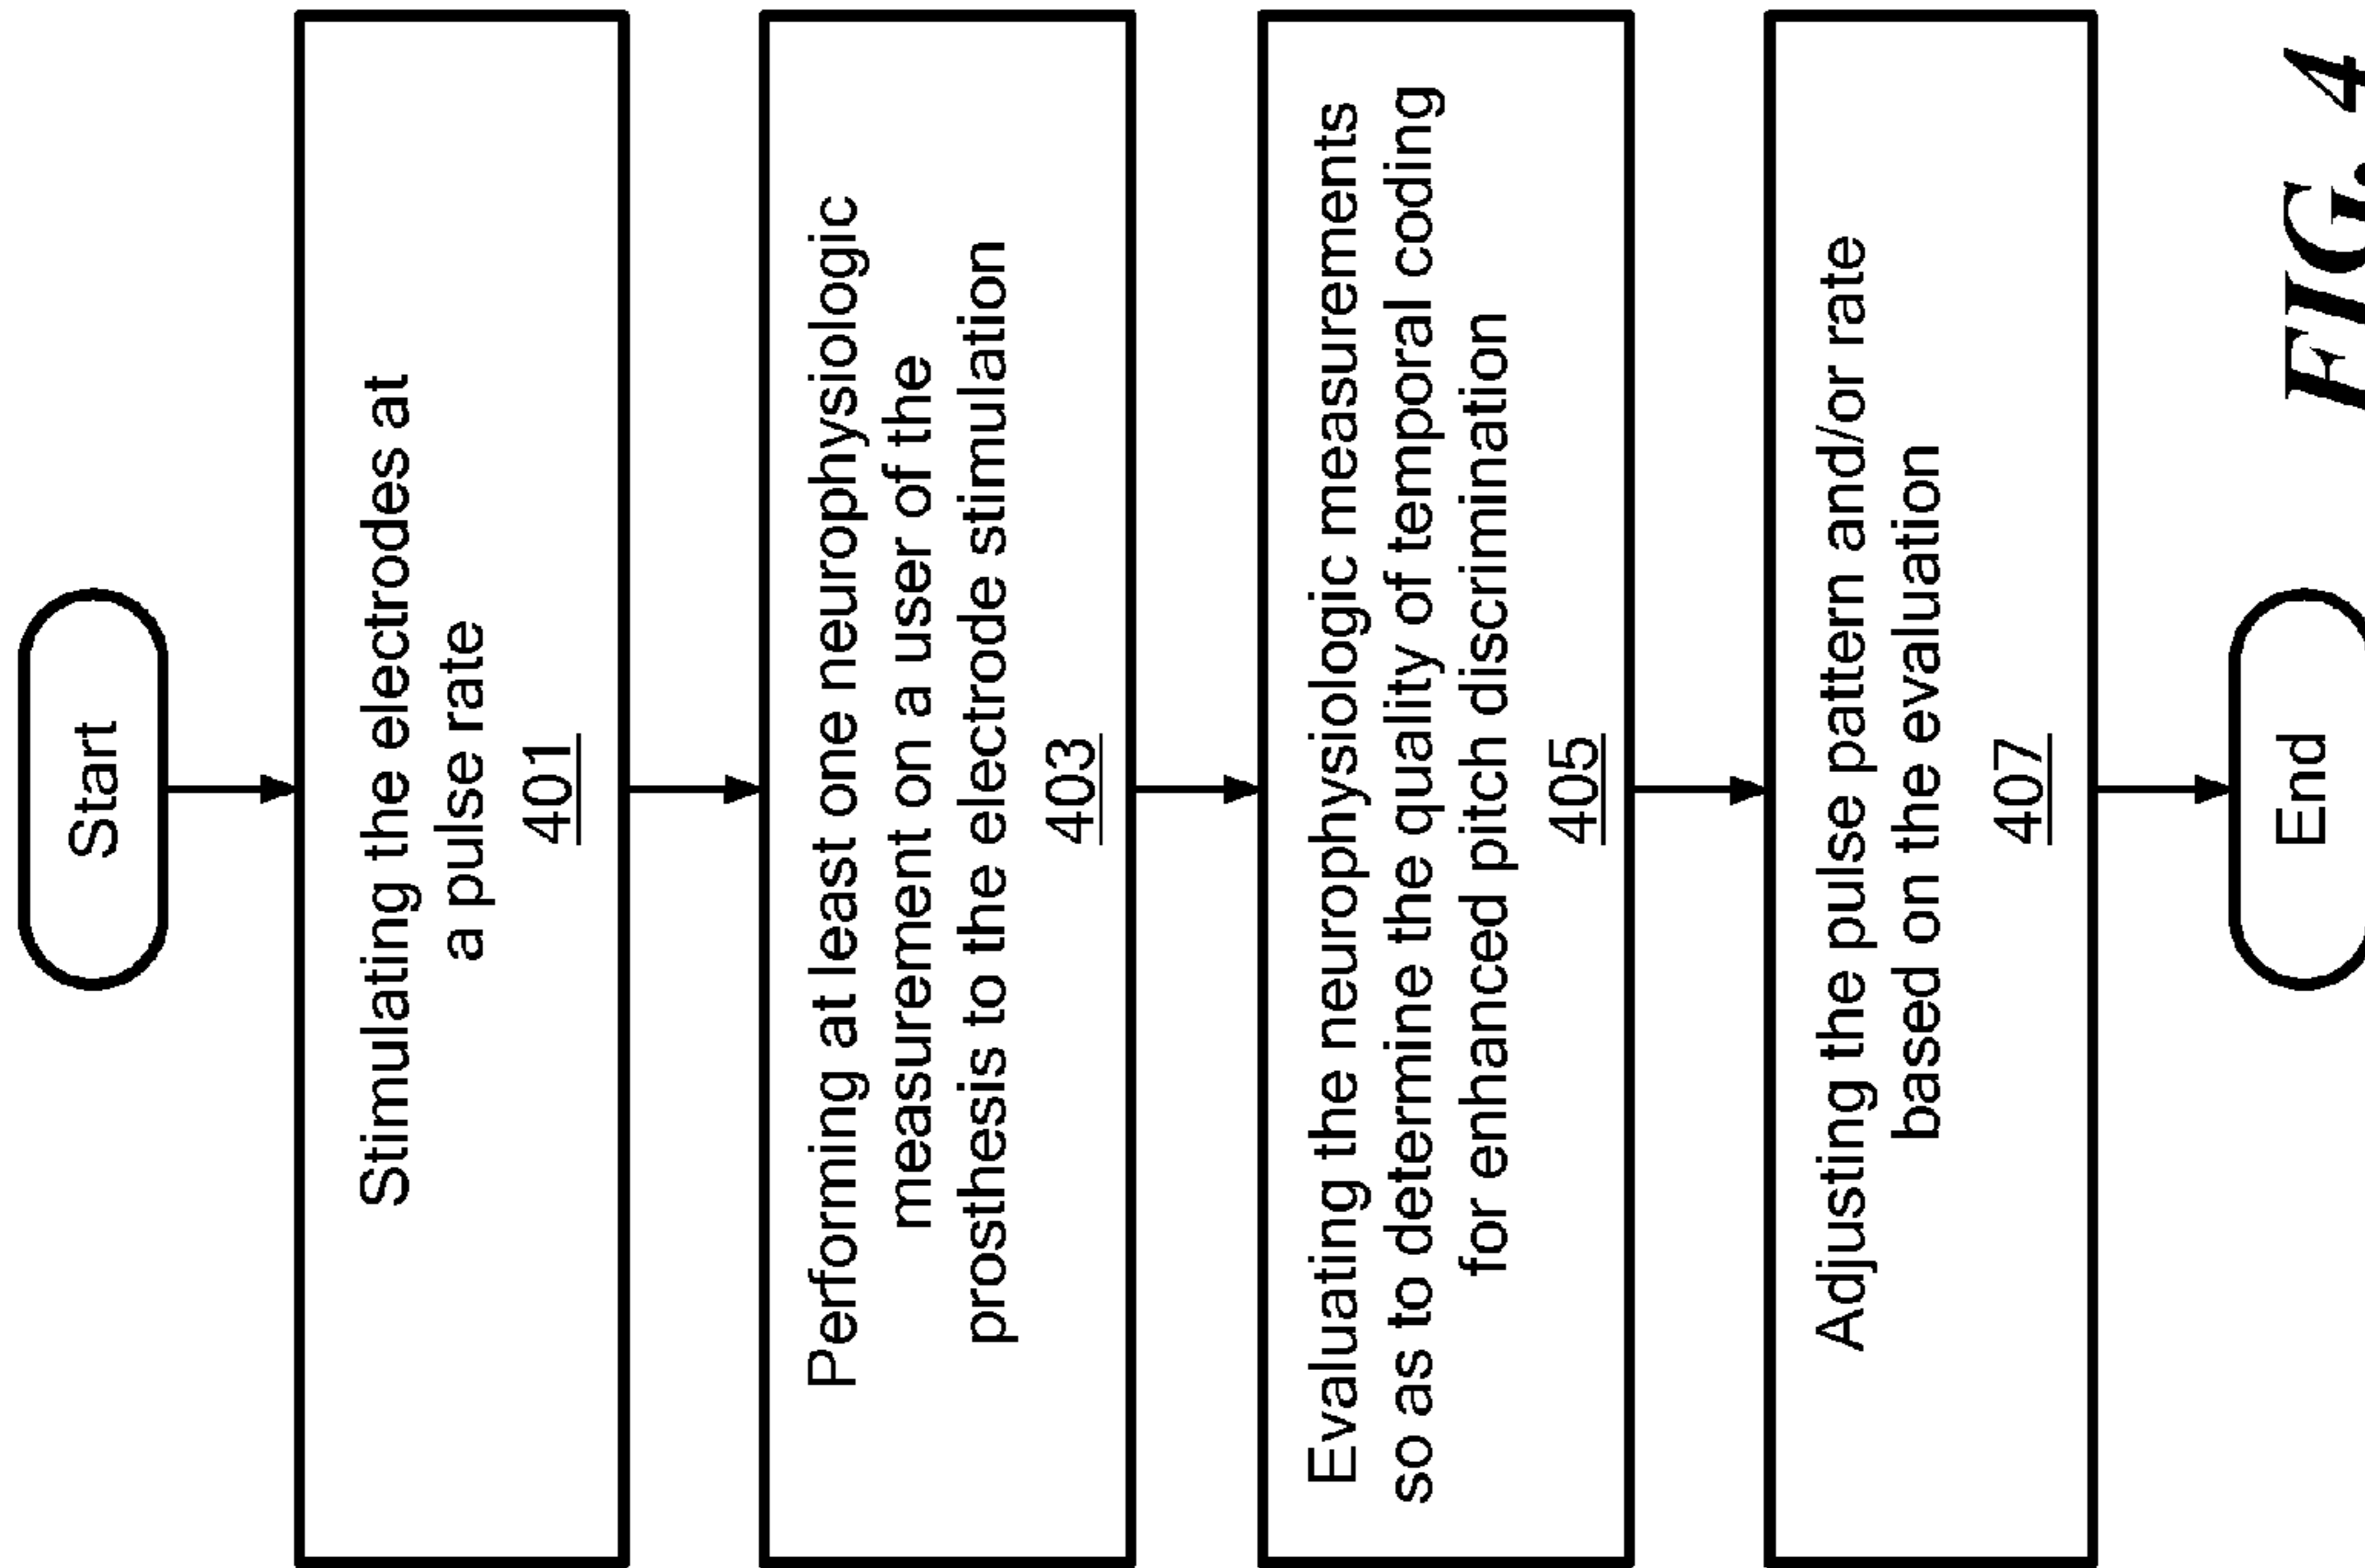 Start
Stimulating the electrodes at
a pulse rate
401
Performing at least one neurophysiologic
measurement on a user of the
prosthesis to the electrode stimulation
403
Evaluating the neurophysiologic measurements
so as to determine the quality of temporal coding
for enhanced pitch discrimination
405
Adjusting the pulse pattern and/or rate
based on the evaluation
407
End
FIG. 4